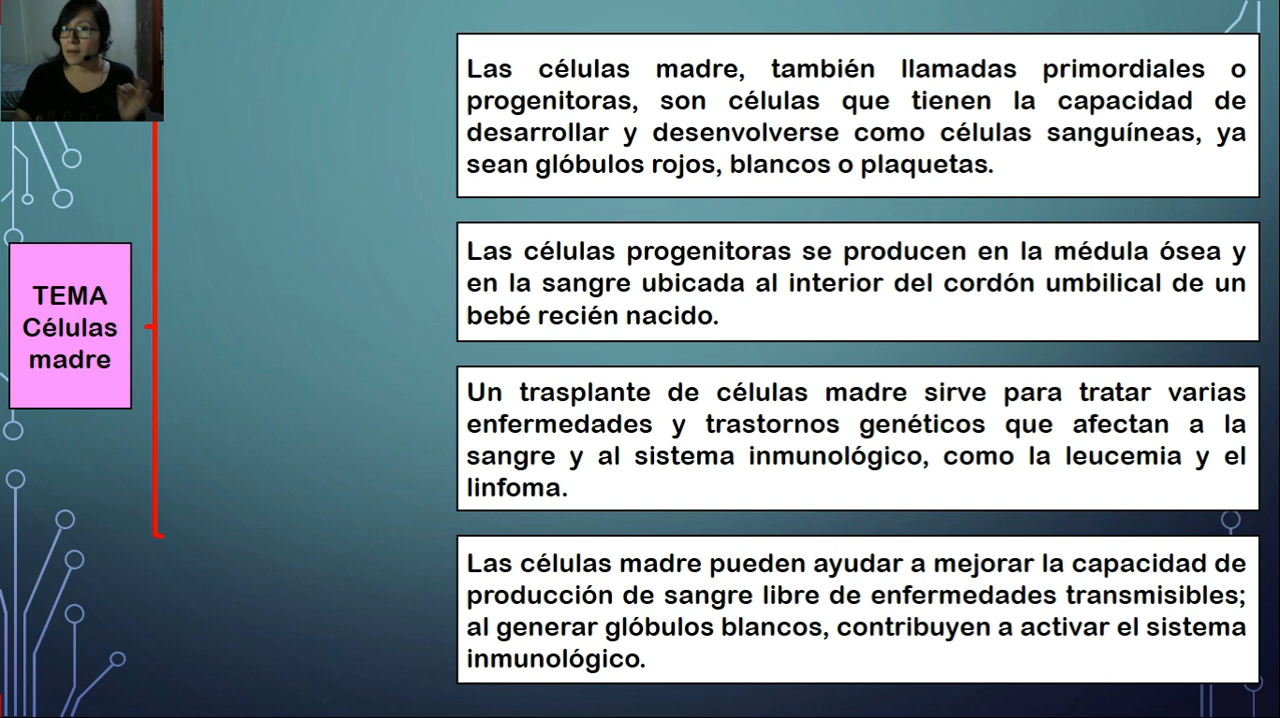 TEMA
Células
madre
Las células madre, también llamadas primordiales o
progenitoras, son células que tienen la capacidad de
desarrollar y desenvolverse como células sanguíneas, ya
sean glóbulos rojos, blancos o plaquetas.
Las células progenitoras se producen en la médula ósea y
en la sangre ubicada al interior del cordón umbilical de un
bebé recién nacido.
Un trasplante de células madre sirve para tratar varias
enfermedades y trastornos genéticos que afectan a la
sangre y al sistema inmunológico, como la leucemia y el
linfoma.
Las células madre pueden ayudar a mejorar la capacidad de
producción de sangre libre de enfermedades transmisibles;
al generar glóbulos blancos, contribuyen a activar el sistema
inmunológico.